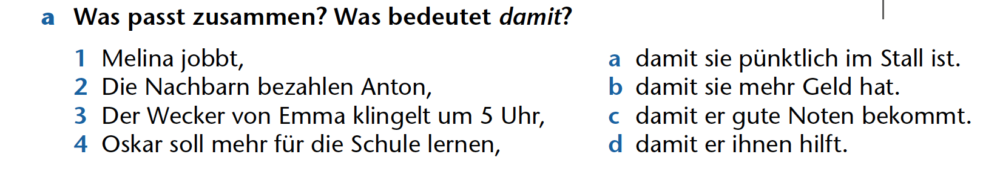 a Was passt zusammen? Was bedeutet damit?
1 Melina jobbt, a damit sie pünktlich im Stall ist.
2 Die Nachbarn bezahlen Anton, b damit sie mehr Geld hat.
3 Der Wecker von Emma klingelt um 5 Uhr, c damit er gute Noten bekommt.
4 Oskar soll mehr für die Schule lernen, d damit er ihnen hilft.